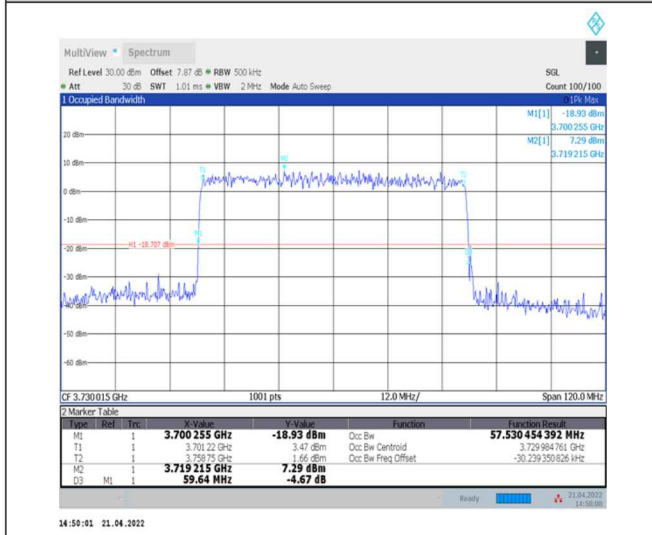 MultiView Spectrum
Ref Level 30.00 dBm Offset 7.87 dB RBW 500 kHz SGL
Att 30 dB SWT 1.01 ms VBW 2 MHz Mode Auto Sweep Count 100/100
1 Occupied Bandwidth 1Pk Max
M1[1] -18.93 dBm
3.700 255 GHz
M2[1] 7.29 dBm
3.719 215 GHz
20 dBm
10 dBm
M2
T1
T2
0 dBm
-10 dBm
M1
H1 -18.707 dBm
-20 dBm
D3
-30 dBm
-40 dBm
-50 dBm
-60 dBm
CF 3.730 015 GHz 1001 pts 12.0 MHz/ Span 120.0 MHz
2 Marker Table
Type Ref Trc X-Value Y-Value Function Function Result
M1 1 3.700 255 GHz -18.93 dBm Occ Bw 57.530 454 392 MHz
T1 1 3.701 22 GHz 3.47 dBm Occ Bw Centroid 3.729 984 761 GHz
T2 1 3.758 75 GHz 1.66 dBm Occ Bw Freq Offset -30.239 350 826 kHz
M2 1 3.719 215 GHz 7.29 dBm
D3 M1 1 59.64 MHz -4.67 dB
Ready 21.04.2022
14:50:00
14:50:01 21.04.2022